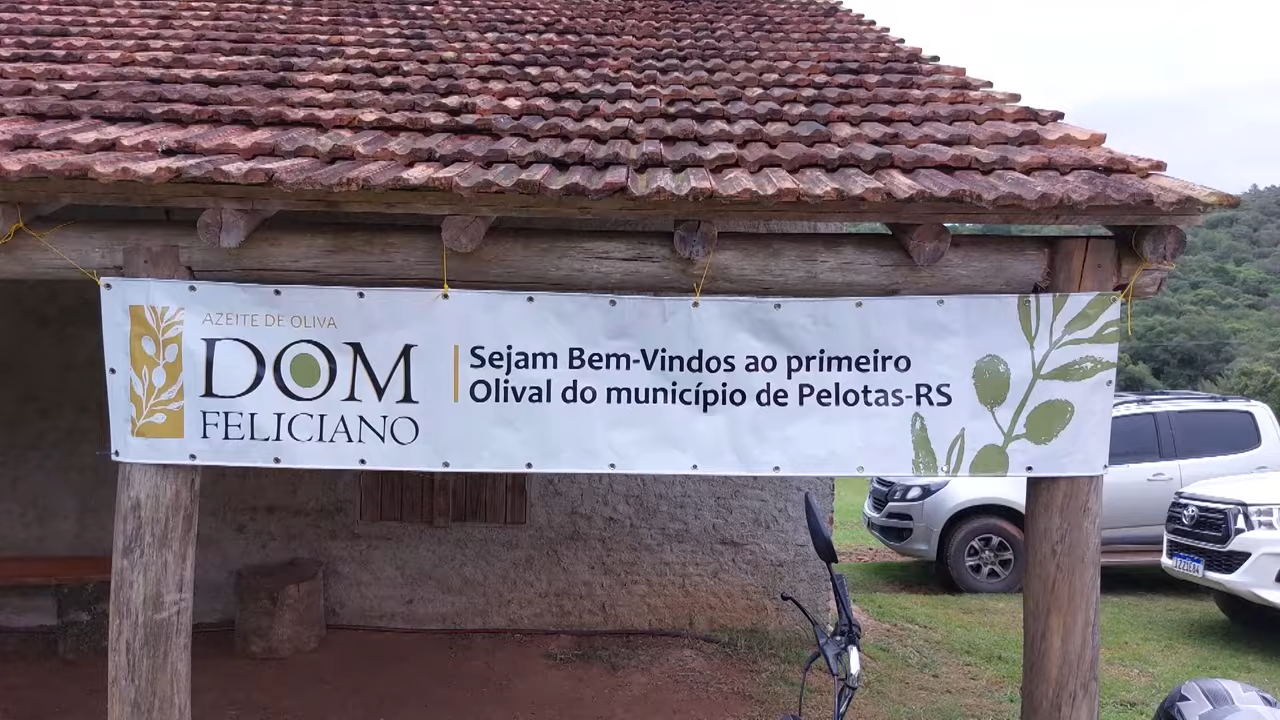 AZEITE DE OLIVA
DOM
FELICIANO
Sejam Bem-Vindos ao primeiro
Olival do município de Pelotas-RS